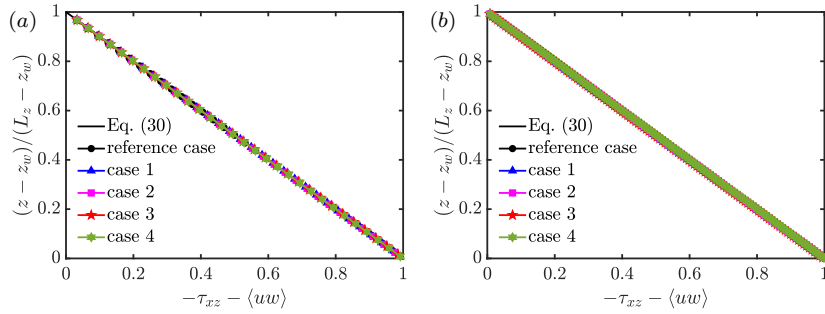 (a)
(z − z_w)/(L_z − z_w)
1
0.8
0.6
0.4
0.2
0
Eq. (30)
reference case
case 1
case 2
case 3
case 4
0 0.2 0.4 0.6 0.8 1
−τ_xz − ⟨uw⟩
(b)
(z − z_w)/(L_z − z_w)
1
0.8
0.6
0.4
0.2
0
Eq. (30)
reference case
case 1
case 2
case 3
case 4
0 0.2 0.4 0.6 0.8 1
−τ_xz − ⟨uw⟩